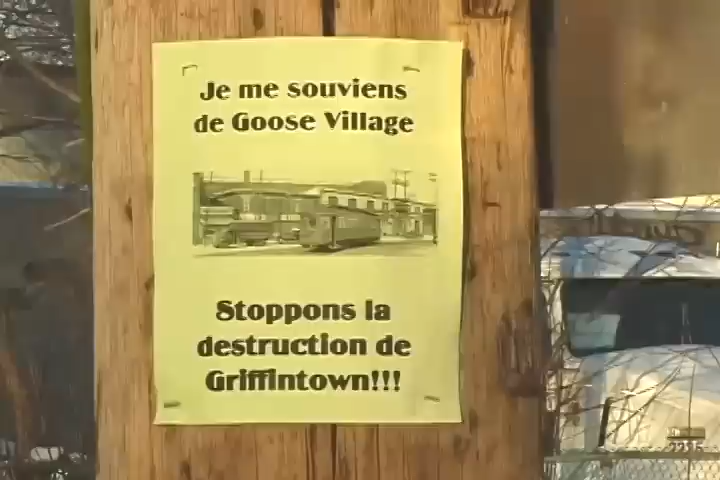 Je me souviens
de Goose Village
Stoppons la
destruction de
Griffintown!!!